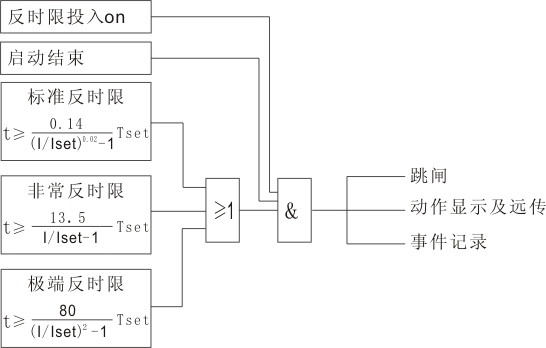 反时限投入on
启动结束
标准反时限
t≥ 0.14 / (I/Iset)^0.02-1 Tset
非常反时限
t≥ 13.5 / I/Iset-1 Tset
极端反时限
t≥ 80 / (I/Iset)^2-1 Tset
≥1
&
跳闸
动作显示及远传
事件记录